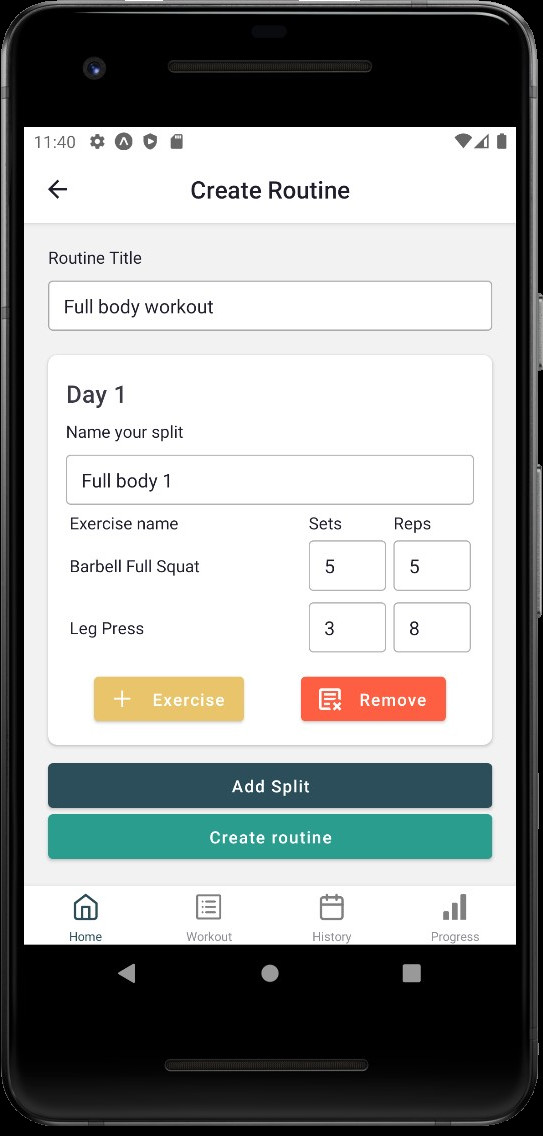 11:40
Create Routine
Routine Title
Full body workout
Day 1
Name your split
Full body 1
Exercise name Sets Reps
Barbell Full Squat 5 5
Leg Press 3 8
Exercise Remove
Add Split
Create routine
Home Workout History Progress